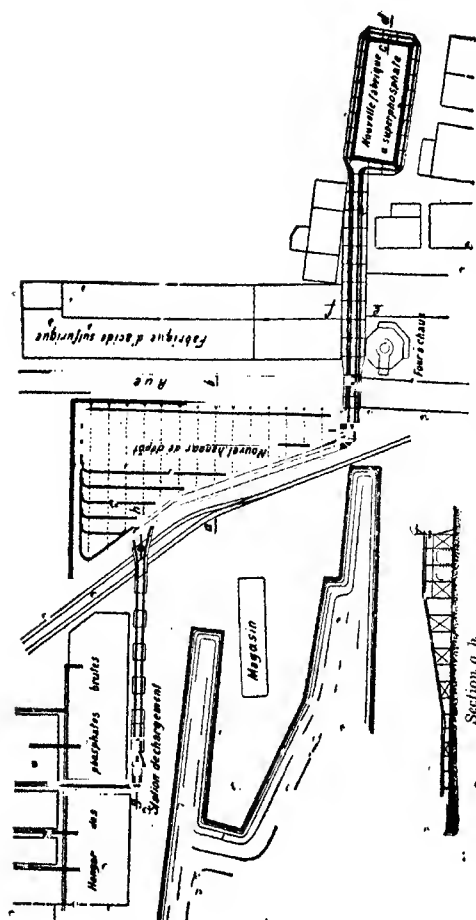 Nouvelle fabrique
a superphosphate
d
c
Fabrique d'acide sulfurique
f
Four a chaux
Rue
Nouvel hangar de dépôt
h
Magasin
Hangar des phosphates brutes
Station de chargement
Section a b